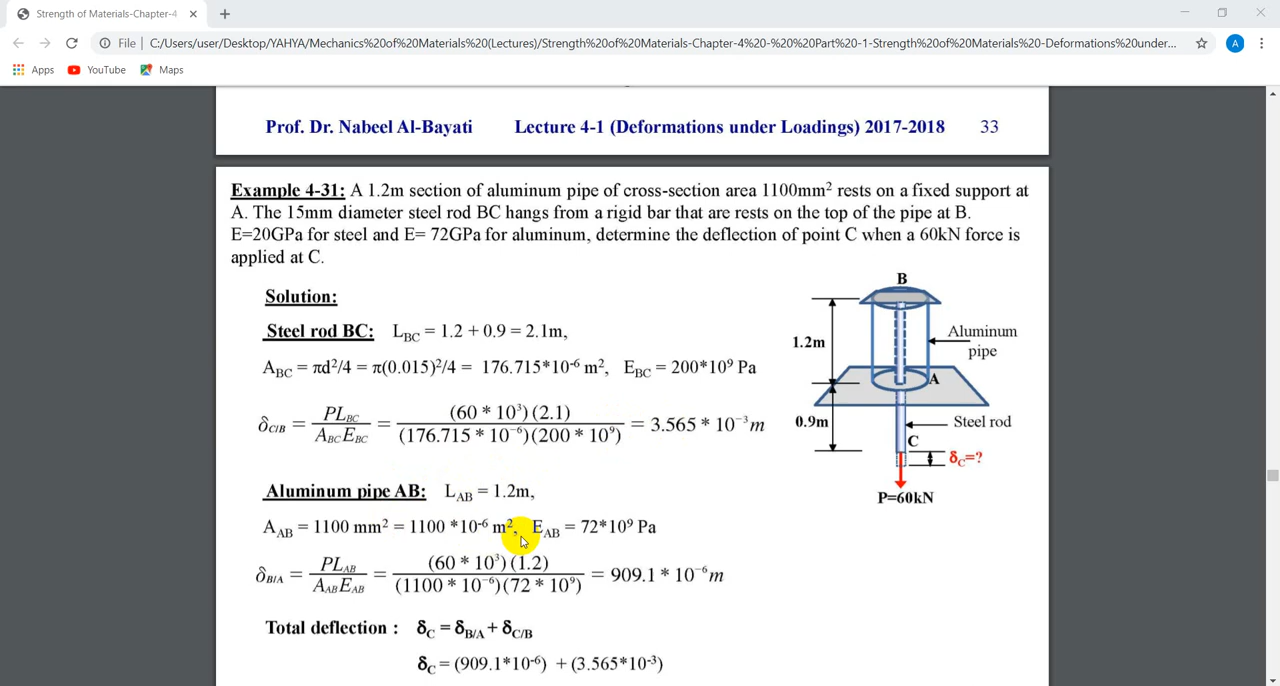 Strength of Materials-Chapter-4
File | C:/Users/user/Desktop/YAHYA/Mechanics%20of%20Materials%20(Lectures)/Strength%20of%20Materials-Chapter-4%20-%20%20Part%20-1-Strength%20of%20Materials%20-Deformations%20under...
A
Apps YouTube Maps
Prof. Dr. Nabeel Al-Bayati Lecture 4-1 (Deformations under Loadings) 2017-2018 33
Example 4-31: A 1.2m section of aluminum pipe of cross-section area 1100mm² rests on a fixed support at
A. The 15mm diameter steel rod BC hangs from a rigid bar that are rests on the top of the pipe at B.
E=20GPa for steel and E= 72GPa for aluminum, determine the deflection of point C when a 60kN force is
applied at C.
Solution:
Steel rod BC: L_BC = 1.2 + 0.9 = 2.1m,
A_BC = πd²/4 = π(0.015)²/4 = 176.715*10⁻⁶ m², E_BC = 200*10⁹ Pa
δ_C/B = PL_BC / A_BC E_BC = (60 * 10³)(2.1) / (176.715 * 10⁻⁶)(200 * 10⁹) = 3.565 * 10⁻³ m
Aluminum pipe AB: L_AB = 1.2m,
A_AB = 1100 mm² = 1100 *10⁻⁶ m², E_AB = 72*10⁹ Pa
δ_B/A = PL_AB / A_AB E_AB = (60 * 10³)(1.2) / (1100 * 10⁻⁶)(72 * 10⁹) = 909.1 * 10⁻⁶ m
Total deflection : δ_C = δ_B/A + δ_C/B
δ_C = (909.1*10⁻⁶) + (3.565*10⁻³)
B
1.2m
Aluminum
pipe
A
0.9m
Steel rod
C
δ_C=?
P=60kN